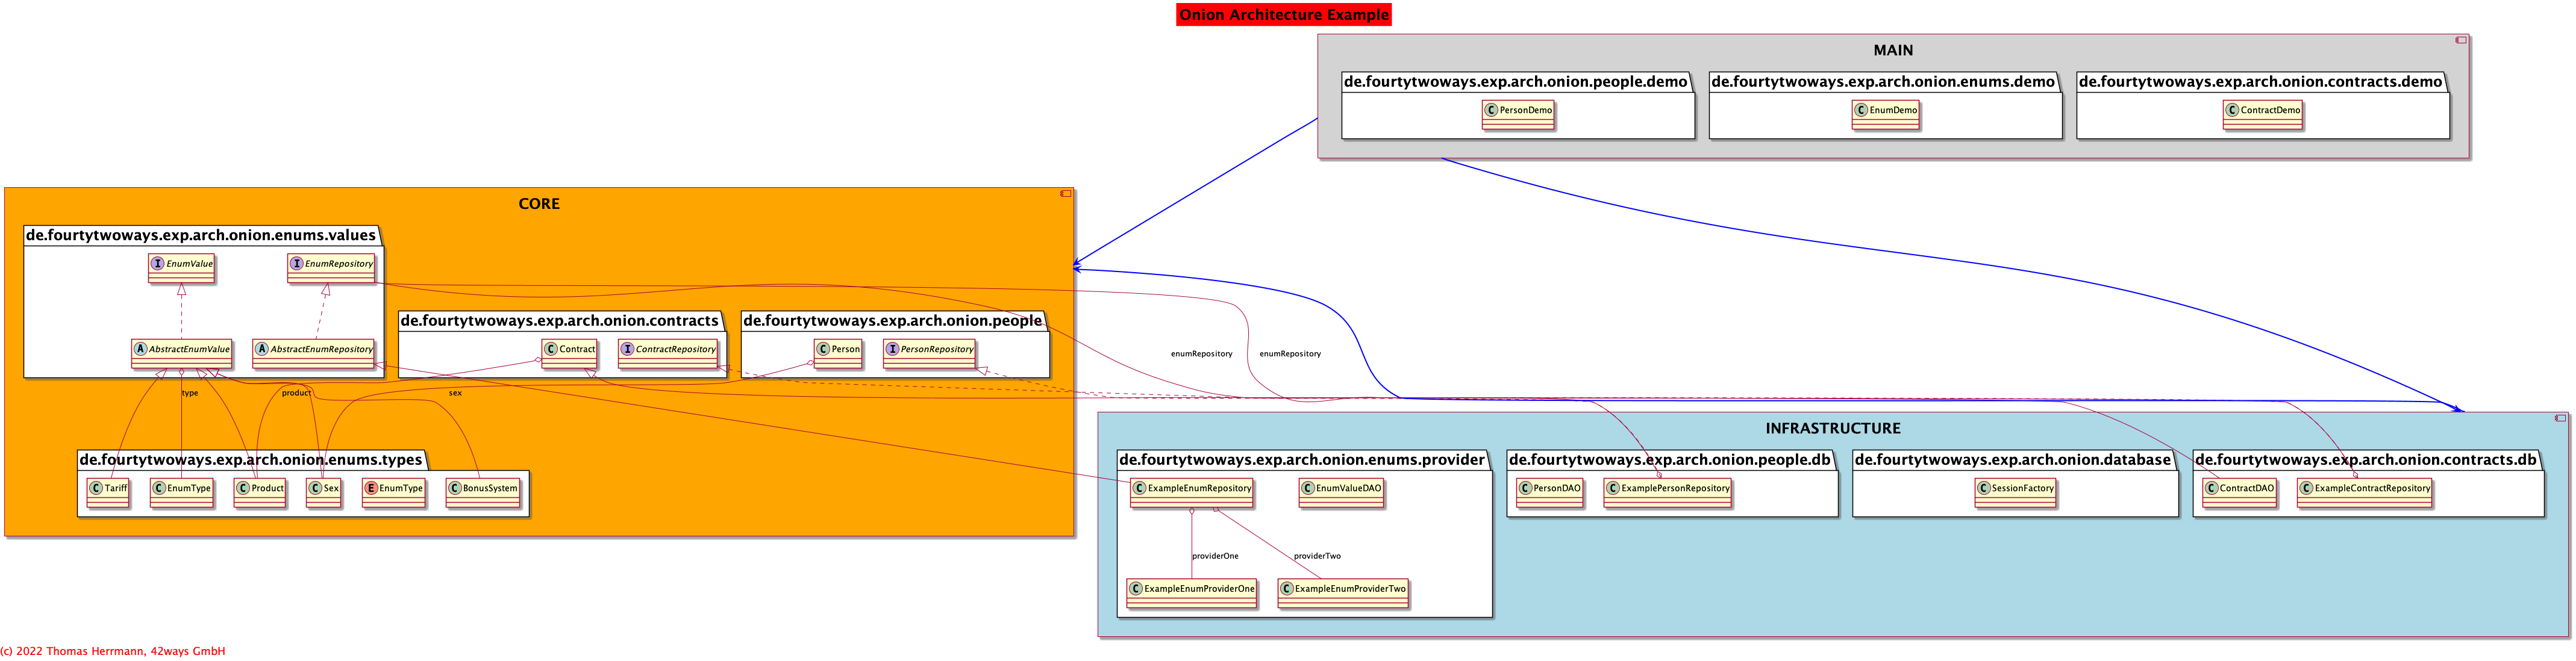 Onion Architecture Example
MAIN
de.fourtytwoways.exp.arch.onion.people.demo
C PersonDemo
de.fourtytwoways.exp.arch.onion.enums.demo
C EnumDemo
de.fourtytwoways.exp.arch.onion.contracts.demo
C ContractDemo
CORE
de.fourtytwoways.exp.arch.onion.enums.values
I EnumValue
I EnumRepository
A AbstractEnumValue
A AbstractEnumRepository
de.fourtytwoways.exp.arch.onion.contracts
C Contract
I ContractRepository
de.fourtytwoways.exp.arch.onion.people
C Person
I PersonRepository
enumRepository
enumRepository
type
product
sex
de.fourtytwoways.exp.arch.onion.enums.types
C Tariff
C EnumType
C Product
C Sex
E EnumType
C BonusSystem
INFRASTRUCTURE
de.fourtytwoways.exp.arch.onion.enums.provider
C ExampleEnumRepository
C EnumValueDAO
providerOne
providerTwo
C ExampleEnumProviderOne
C ExampleEnumProviderTwo
de.fourtytwoways.exp.arch.onion.people.db
C PersonDAO
C ExamplePersonRepository
de.fourtytwoways.exp.arch.onion.database
C SessionFactory
de.fourtytwoways.exp.arch.onion.contracts.db
C ContractDAO
C ExampleContractRepository
(c) 2022 Thomas Herrmann, 42ways GmbH